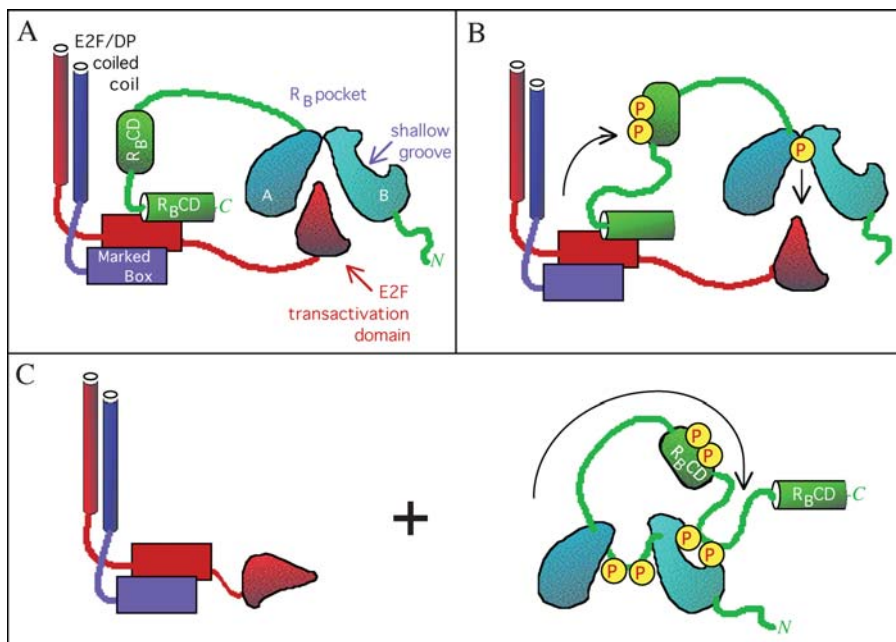 A
E2F/DP
coiled
coil
RBCD
RBCD-C
RB pocket
shallow
groove
A
B
N
Marked
Box
E2F
transactivation
domain
B
P
P
P
C
+
P
P
RBCD
P
P
P
P
RBCD-C
N